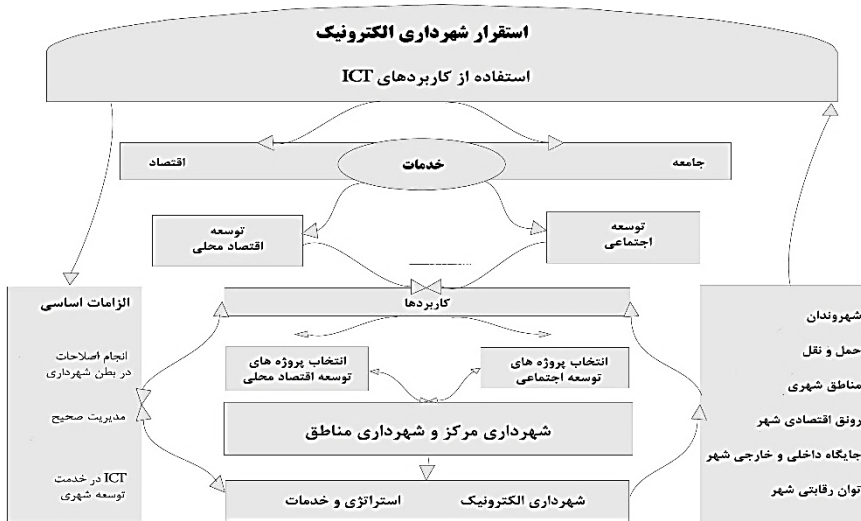 استقرار شهرداری الکترونیک
استفاده از کاربردهای ICT
جامعه
خدمات
اقتصاد
توسعه
اجتماعی
توسعه
اقتصاد محلی
کاربردها
انتخاب پروژه های
توسعه اجتماعی
انتخاب پروژه های
توسعه اقتصاد محلی
شهرداری مرکز و شهرداری مناطق
شهرداری الکترونیک
استراتژی و خدمات
شهروندان
حمل و نقل
مناطق شهری
رونق اقتصادی شهر
جایگاه داخلی و خارجی شهر
توان رقابتی شهر
الزامات اساسی
انجام اصلاحات
در بطن شهرداری
مدیریت صحیح
ICT در خدمت
توسعه شهری